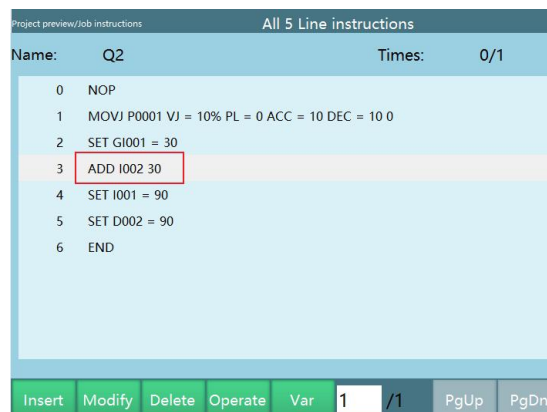 Project preview/Job instructions All 5 Line instructions
Name: Q2 Times: 0/1
0 NOP
1 MOVJ P0001 VJ = 10% PL = 0 ACC = 10 DEC = 10 0
2 SET GI001 = 30
3 ADD I002 30
4 SET I001 = 90
5 SET D002 = 90
6 END
Insert Modify Delete Operate Var 1 /1 PgUp PgDn